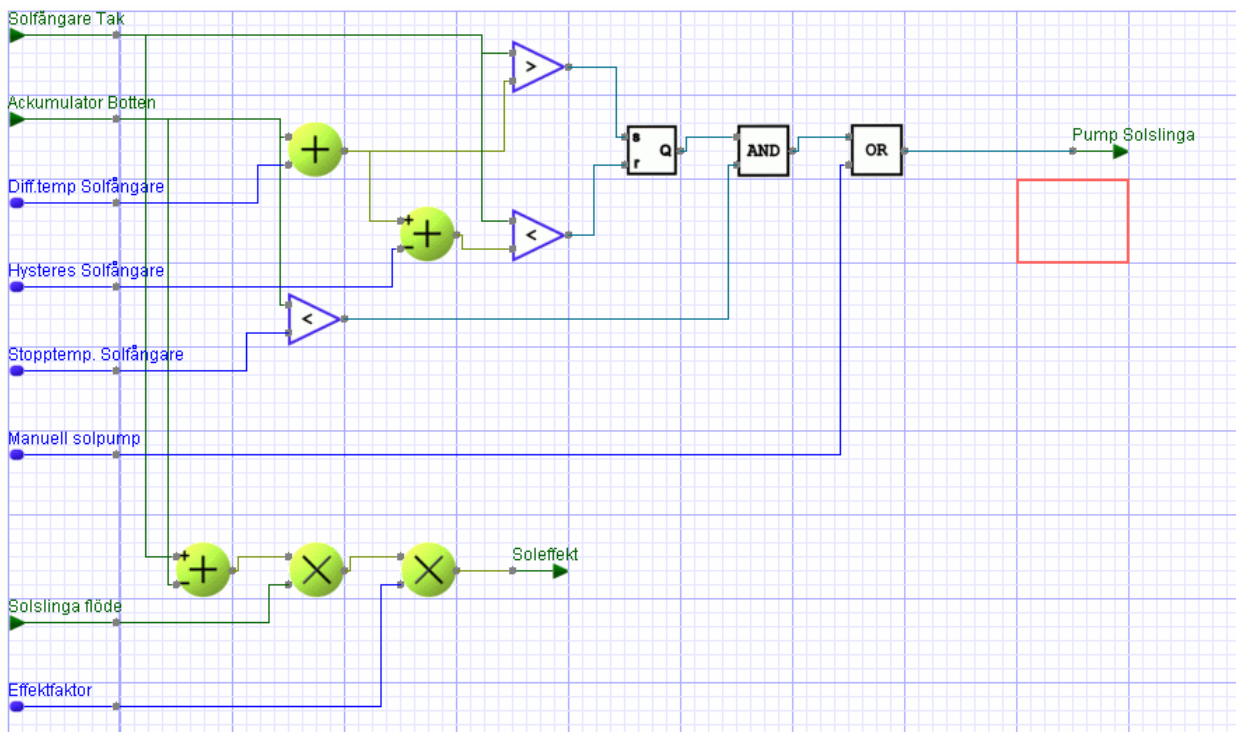 Solfångare Tak
>
Ackumulator Botten
s
Q
r
AND
OR
Pump Solslinga
+
Diff.temp Solfångare
+
+
-
<
Hysteres Solfångare
<
Stopptemp. Solfångare
Manuell solpump
+
+
-
×
×
Soleffekt
Solslinga flöde
Effektfaktor